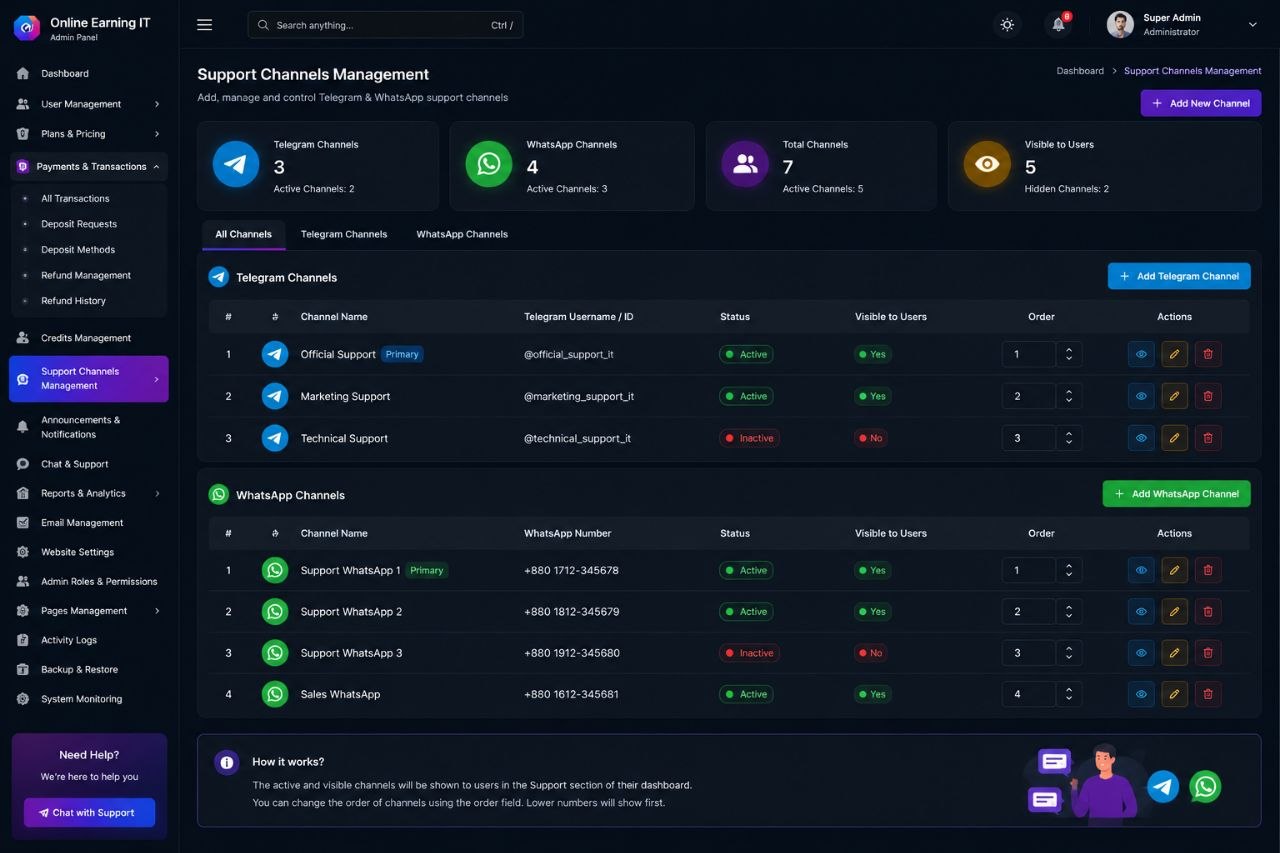 Online Earning IT
Admin Panel
Search anything...
Ctrl /
8
Super Admin
Administrator
Dashboard
User Management
Plans & Pricing
Payments & Transactions
All Transactions
Deposit Requests
Deposit Methods
Refund Management
Refund History
Credits Management
Support Channels
Management
Announcements &
Notifications
Chat & Support
Reports & Analytics
Email Management
Website Settings
Admin Roles & Permissions
Pages Management
Activity Logs
Backup & Restore
System Monitoring
Need Help?
We're here to help you
Chat with Support
Support Channels Management
Add, manage and control Telegram & WhatsApp support channels
Dashboard > Support Channels Management
+ Add New Channel
Telegram Channels
3
Active Channels: 2
WhatsApp Channels
4
Active Channels: 3
Total Channels
7
Active Channels: 5
Visible to Users
5
Hidden Channels: 2
All Channels Telegram Channels WhatsApp Channels
Telegram Channels
+ Add Telegram Channel
# Channel Name Telegram Username / ID Status Visible to Users Order Actions
1 Official Support Primary @official_support_it Active Yes 1
2 Marketing Support @marketing_support_it Active Yes 2
3 Technical Support @technical_support_it Inactive No 3
WhatsApp Channels
+ Add WhatsApp Channel
# Channel Name WhatsApp Number Status Visible to Users Order Actions
1 Support WhatsApp 1 Primary +880 1712-345678 Active Yes 1
2 Support WhatsApp 2 +880 1812-345679 Active Yes 2
3 Support WhatsApp 3 +880 1912-345680 Inactive No 3
4 Sales WhatsApp +880 1612-345681 Active Yes 4
How it works?
The active and visible channels will be shown to users in the Support section of their dashboard.
You can change the order of channels using the order field. Lower numbers will show first.